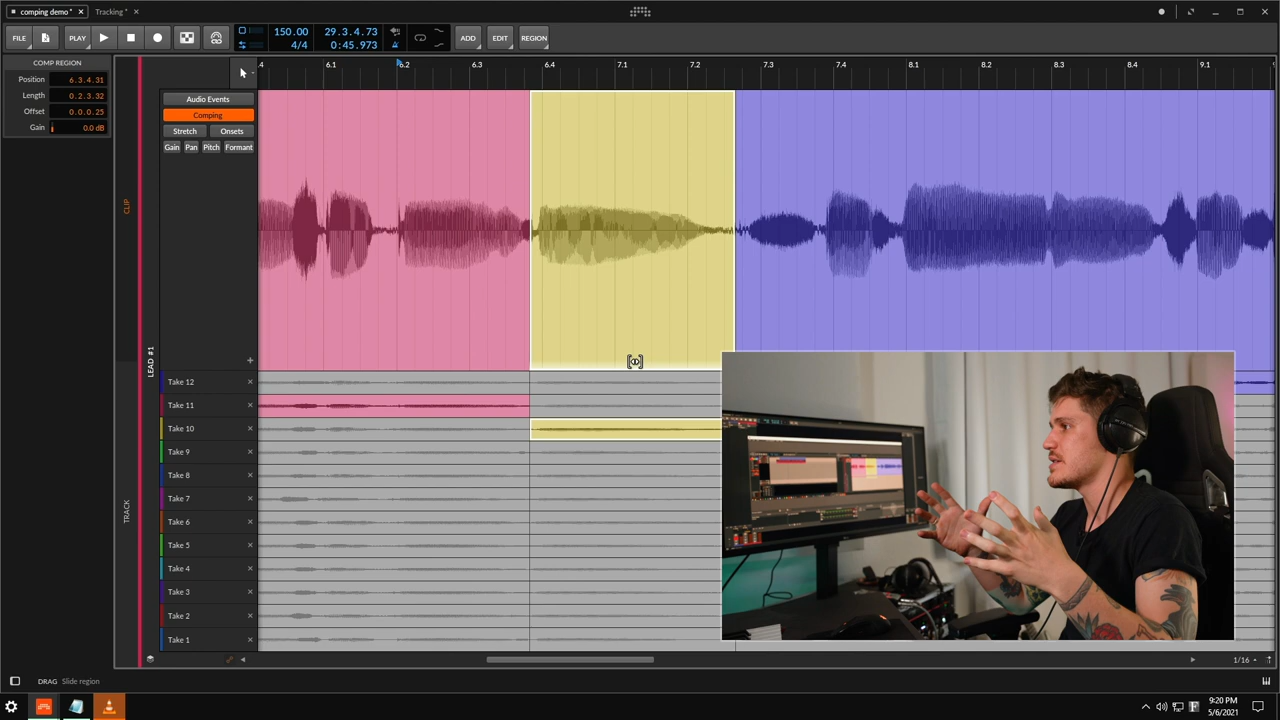 comping demo *
Tracking *
FILE
PLAY
150.00
4/4
29.3.4.73
0:45.973
ADD
EDIT
REGION
COMP REGION
Position 6.3.4.31
Length 0.2.3.32
Offset 0.0.0.25
Gain 0.0 dB
.4 6.1 6.2 6.3 6.4 7.1 7.2 7.3 7.4 8.1 8.2 8.3 8.4 9.1
Audio Events
Comping
Stretch Onsets
Gain Pan Pitch Formant
CLIP
TRACK
LEAD #1
Take 12
Take 11
Take 10
Take 9
Take 8
Take 7
Take 6
Take 5
Take 4
Take 3
Take 2
Take 1
1/16
DRAG Slide region
9:20 PM
5/6/2021